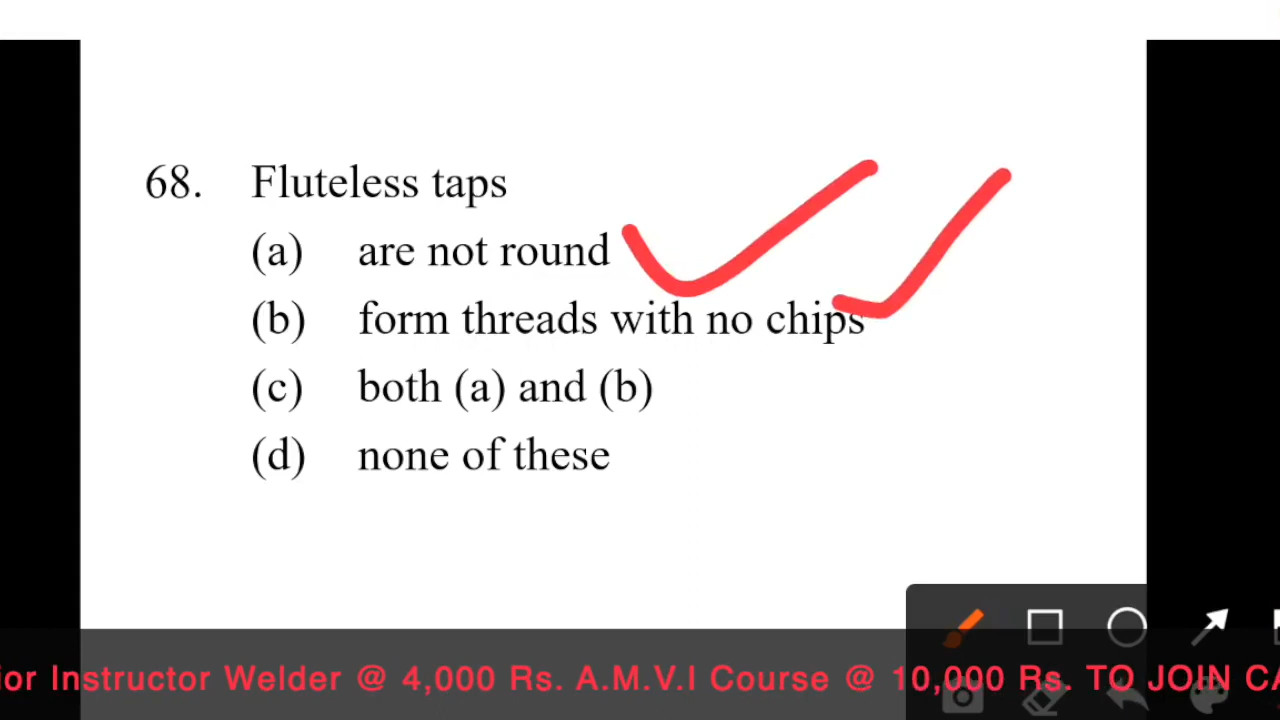 68. Fluteless taps
(a) are not round
(b) form threads with no chips
(c) both (a) and (b)
(d) none of these
ior Instructor Welder @ 4,000 Rs. A.M.V.I Course @ 10,000 Rs. TO JOIN CA